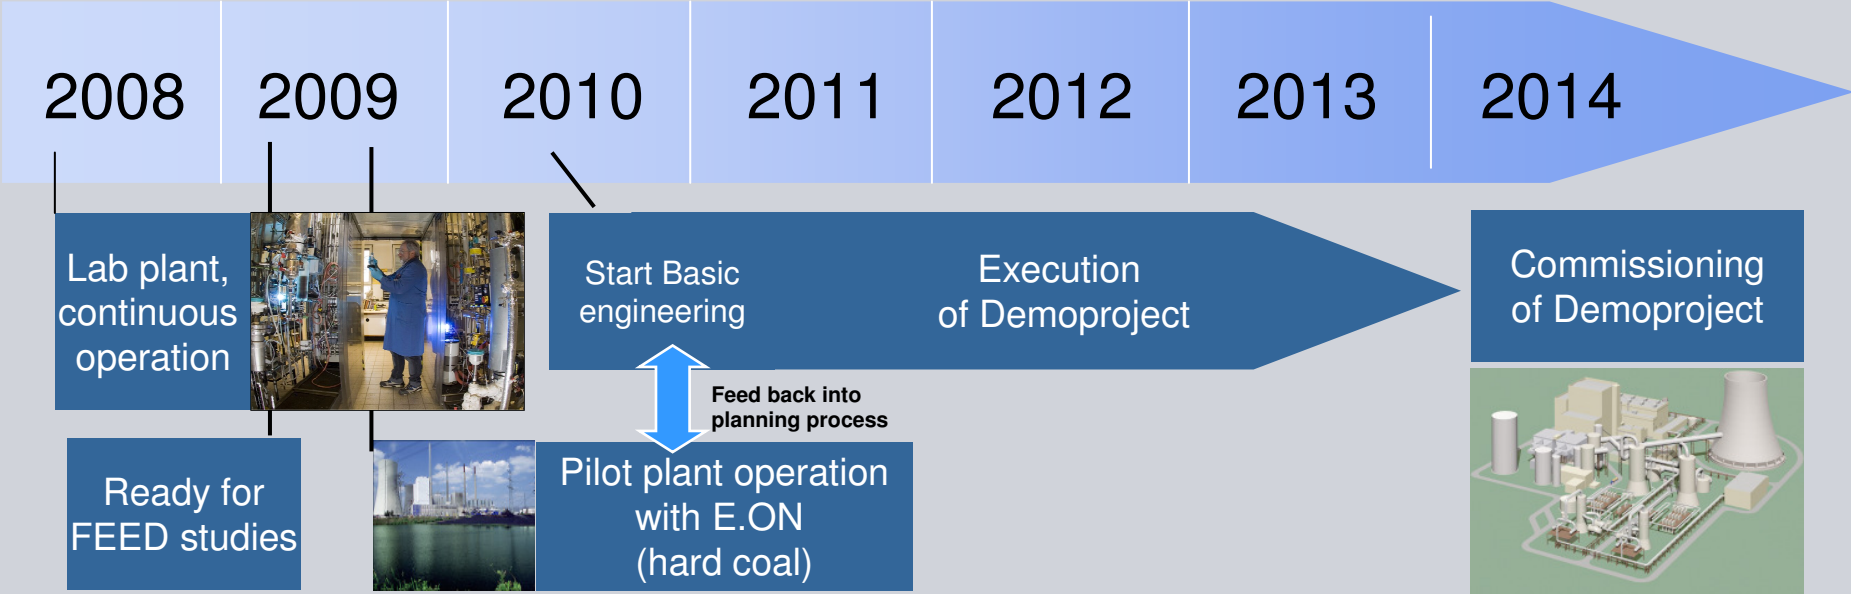 2008 2009 2010 2011 2012 2013 2014
Lab plant,
continuous
operation
Start Basic
engineering
Execution
of Demoproject
Commissioning
of Demoproject
Feed back into
planning process
Ready for
FEED studies
Pilot plant operation
with E.ON
(hard coal)